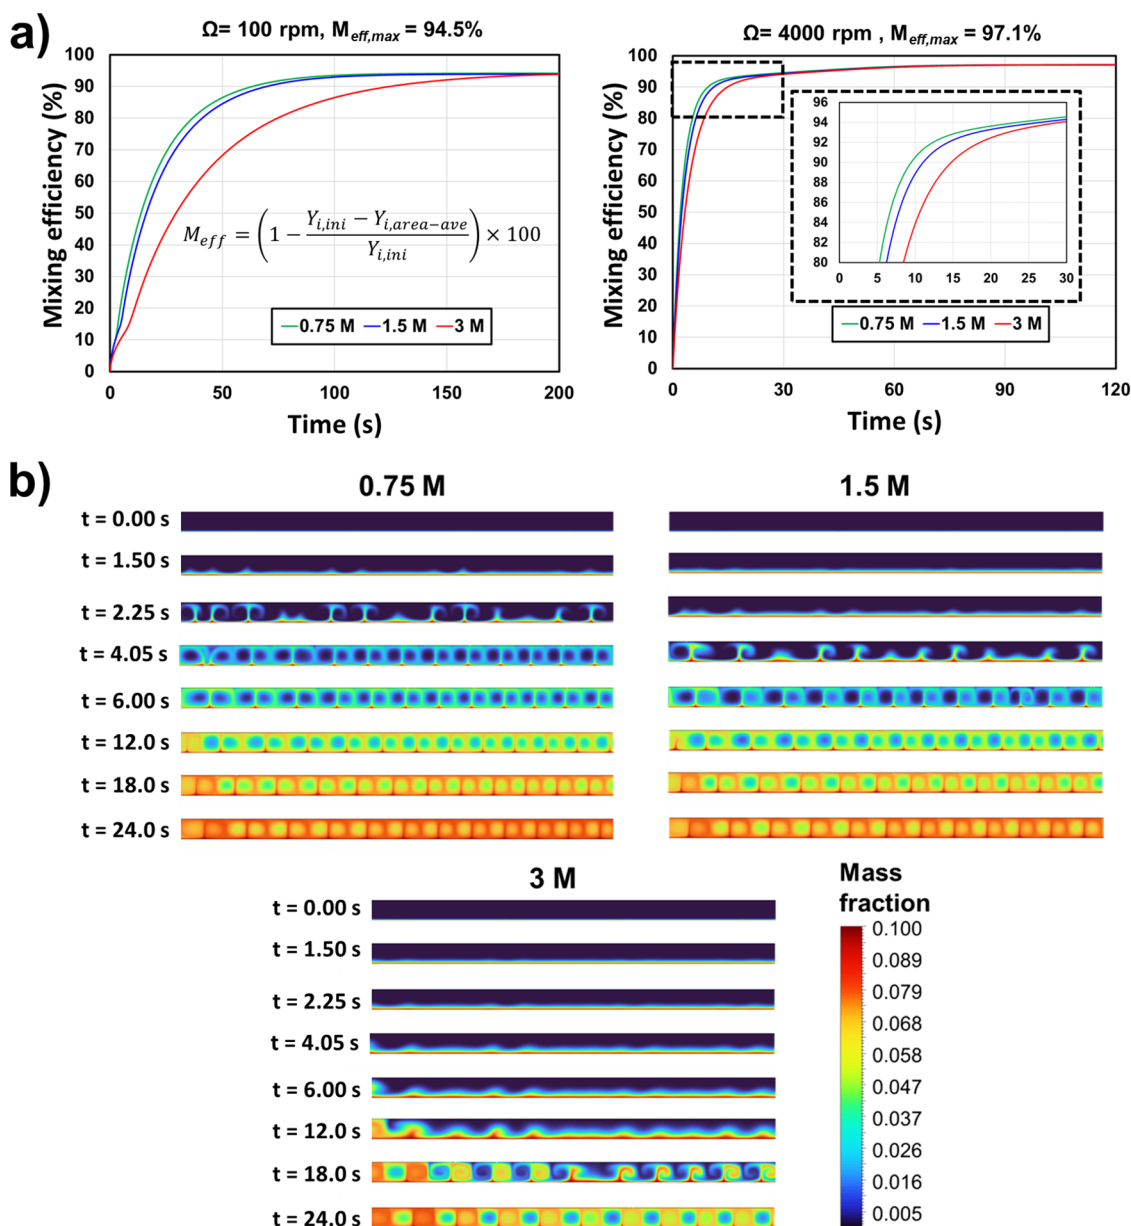 a)
Ω= 100 rpm, M_eff,max = 94.5%
Mixing efficiency (%)
100
90
80
70
60
50
40
30
20
10
0
M_eff = (1 − (Y_i,ini − Y_i,area−ave) / Y_i,ini) × 100
0.75 M 1.5 M 3 M
0 50 100 150 200
Time (s)
Ω= 4000 rpm , M_eff,max = 97.1%
Mixing efficiency (%)
100
90
80
70
60
50
40
30
20
10
0
96
94
92
90
88
86
84
82
80
0 5 10 15 20 25 30
0.75 M 1.5 M 3 M
0 30 60 90 120
Time (s)
b)
0.75 M
t = 0.00 s
t = 1.50 s
t = 2.25 s
t = 4.05 s
t = 6.00 s
t = 12.0 s
t = 18.0 s
t = 24.0 s
1.5 M
3 M
t = 0.00 s
t = 1.50 s
t = 2.25 s
t = 4.05 s
t = 6.00 s
t = 12.0 s
t = 18.0 s
t = 24.0 s
Mass
fraction
0.100
0.089
0.079
0.068
0.058
0.047
0.037
0.026
0.016
0.005